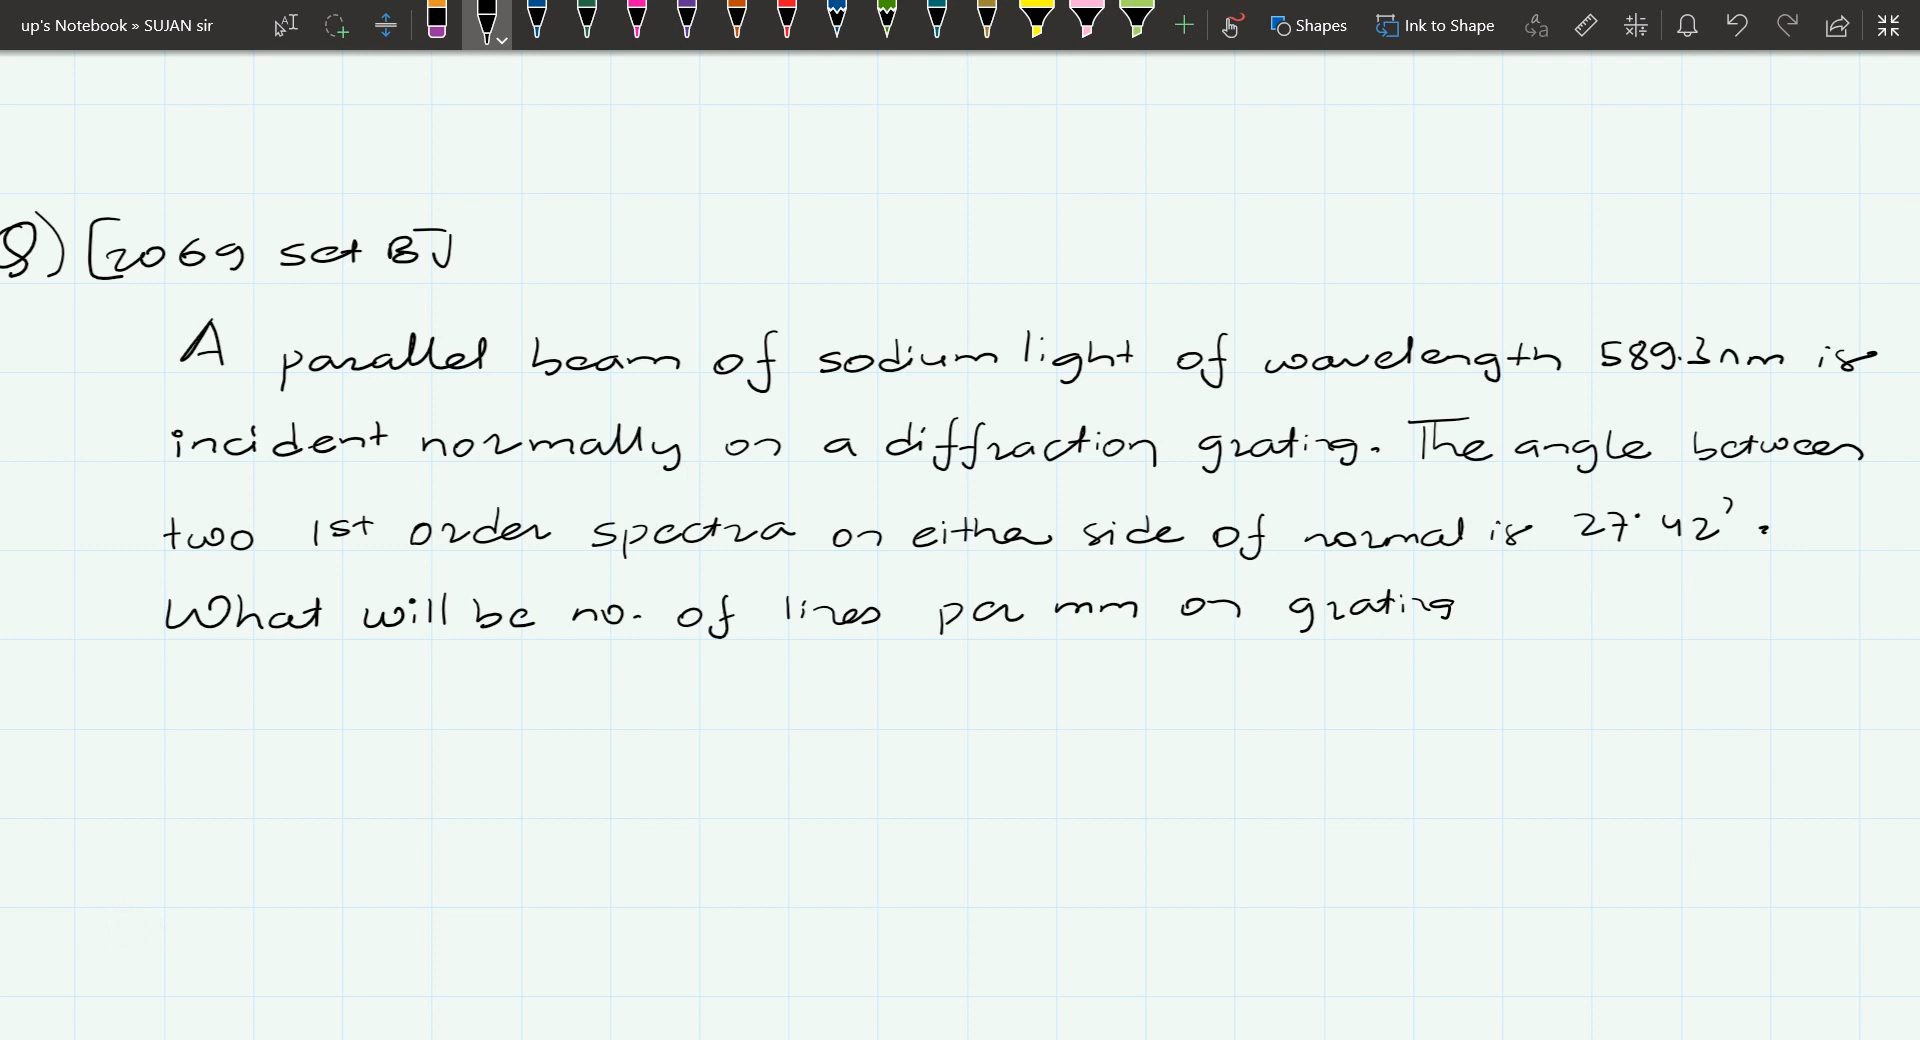 up's Notebook » SUJAN sir
Shapes
Ink to Shape
Q) [2069 set B]
A parallel beam of sodium light of wavelength 589.3nm is
incident normally on a diffraction grating. The angle between
two 1st order spectra on either side of normal is 27° 42'.
What will be no. of lines per mm on grating